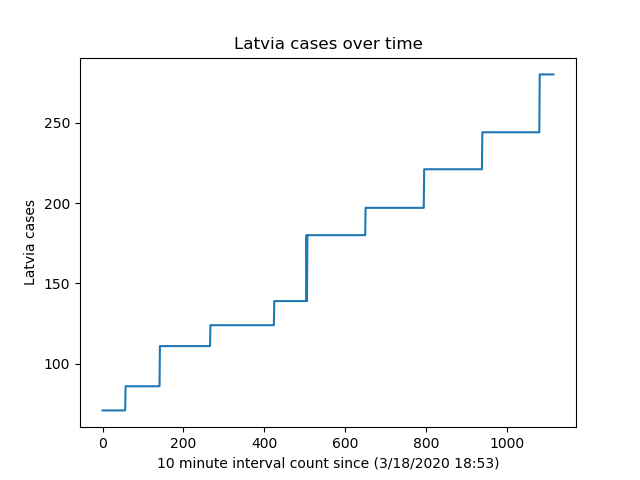 Latvia cases over time
Latvia cases
250
200
150
100
0 200 400 600 800 1000
10 minute interval count since (3/18/2020 18:53)